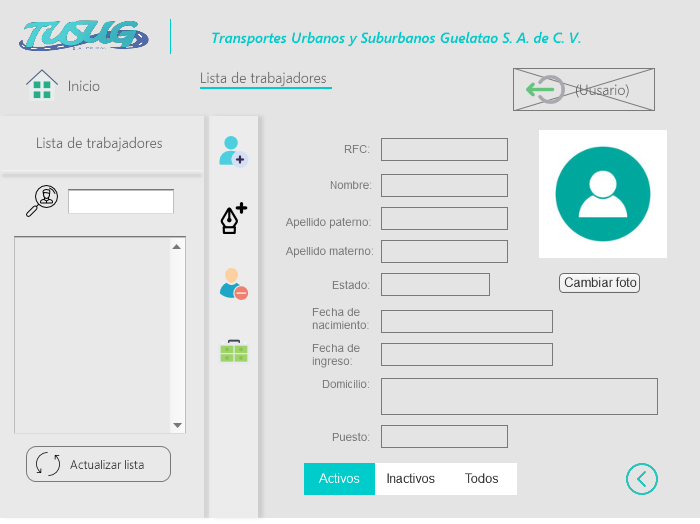 TUSUG
Transportes Urbanos y Suburbanos Guelatao S. A. de C. V.
Inicio
Lista de trabajadores
(Uusario)
Lista de trabajadores
Actualizar lista
RFC:
Nombre:
Apellido paterno:
Apellido materno:
Estado:
Fecha de
nacimiento:
Fecha de
ingreso:
Domicilio:
Puesto:
Cambiar foto
Activos Inactivos Todos